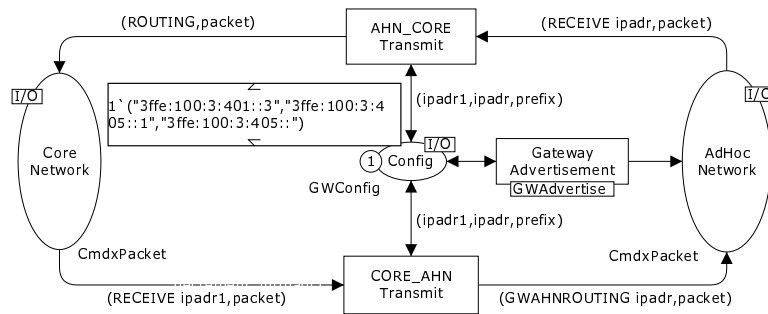 (ROUTING,packet)
AHN_CORE
Transmit
(RECEIVE ipadr,packet)
I/O
I/O
1`("3ffe:100:3:401::3","3ffe:100:3:4
05::1","3ffe:100:3:405::")
(ipadr1,ipadr,prefix)
I/O
Core
Network
1
Config
Gateway
Advertisement
AdHoc
Network
GWConfig
GWAdvertise
(ipadr1,ipadr,prefix)
CmdxPacket
CmdxPacket
CORE_AHN
Transmit
(RECEIVE ipadr1,packet)
(GWAHNROUTING ipadr,packet)